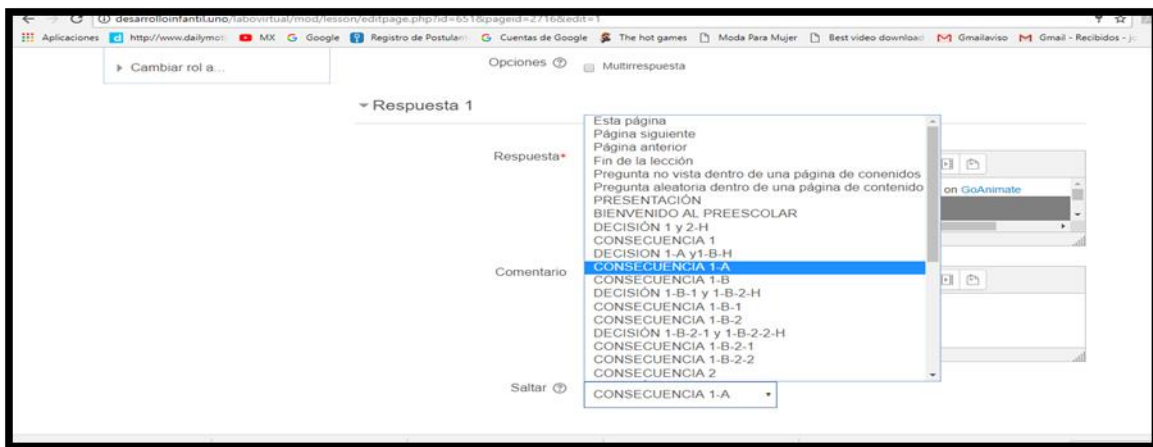 desarrolloinfantil.uno/labovirtual/mod/lesson/editpage.php?id=651&pageid=2716&edit=1
Aplicaciones http://www.dailymoti MX Google Registro de Postulant Cuentas de Google The hot games Moda Para Mujer Best video download Gmailaviso Gmail - Recibidos - jc
Cambiar rol a...
Opciones Multirrespuesta
Respuesta 1
Respuesta*
Esta página
Página siguiente
Página anterior
Fin de la lección
Pregunta no vista dentro de una página de conenidos
Pregunta aleatoria dentro de una página de contenido
on GoAnimate
PRESENTACIÓN
BIENVENIDO AL PREESCOLAR
DECISIÓN 1 y 2-H
CONSECUENCIA 1
DECISION 1-A y1-B-H
Comentario
CONSECUENCIA 1-A
CONSECUENCIA 1-B
DECISIÓN 1-B-1 y 1-B-2-H
CONSECUENCIA 1-B-1
CONSECUENCIA 1-B-2
DECISIÓN 1-B-2-1 y 1-B-2-2-H
CONSECUENCIA 1-B-2-1
CONSECUENCIA 1-B-2-2
CONSECUENCIA 2
Saltar CONSECUENCIA 1-A